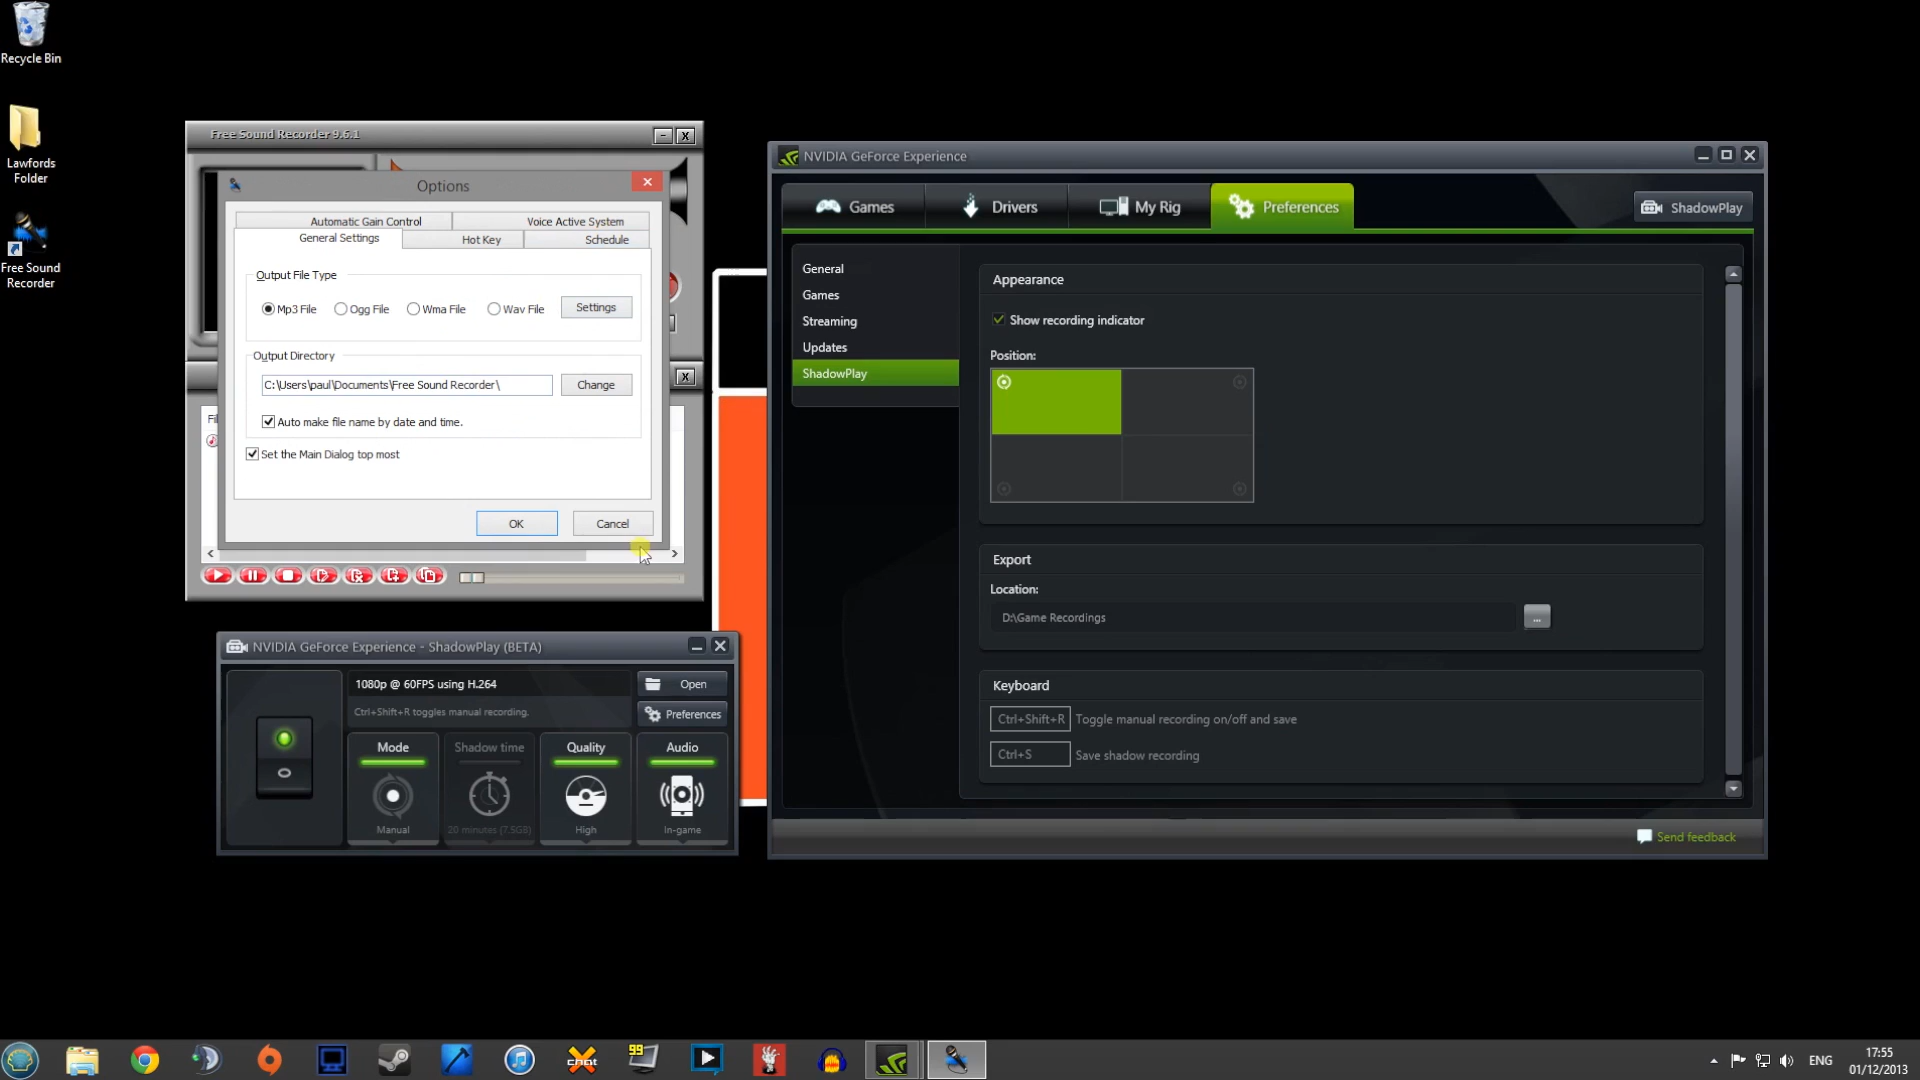 Recycle Bin
Lawfords
Folder
Free Sound
Recorder
Free Sound Recorder 9.6.1
Options
Automatic Gain Control
Voice Active System
General Settings
Hot Key
Schedule
Output File Type
Mp3 File
Ogg File
Wma File
Wav File
Settings
Output Directory
C:\Users\paul\Documents\Free Sound Recorder\
Change
Auto make file name by date and time.
Set the Main Dialog top most
OK
Cancel
NVIDIA GeForce Experience - ShadowPlay (BETA)
1080p @ 60FPS using H.264
Open
Ctrl+Shift+R toggles manual recording.
Preferences
Mode
Shadow time
Quality
Audio
Manual
20 minutes (7.5GB)
High
In-game
NVIDIA GeForce Experience
Games
Drivers
My Rig
Preferences
ShadowPlay
General
Games
Streaming
Updates
ShadowPlay
Appearance
Show recording indicator
Position:
Export
Location:
D:\Game Recordings
...
Keyboard
Ctrl+Shift+R
Toggle manual recording on/off and save
Ctrl+S
Save shadow recording
Send feedback
99
ENG
17:55
01/12/2013